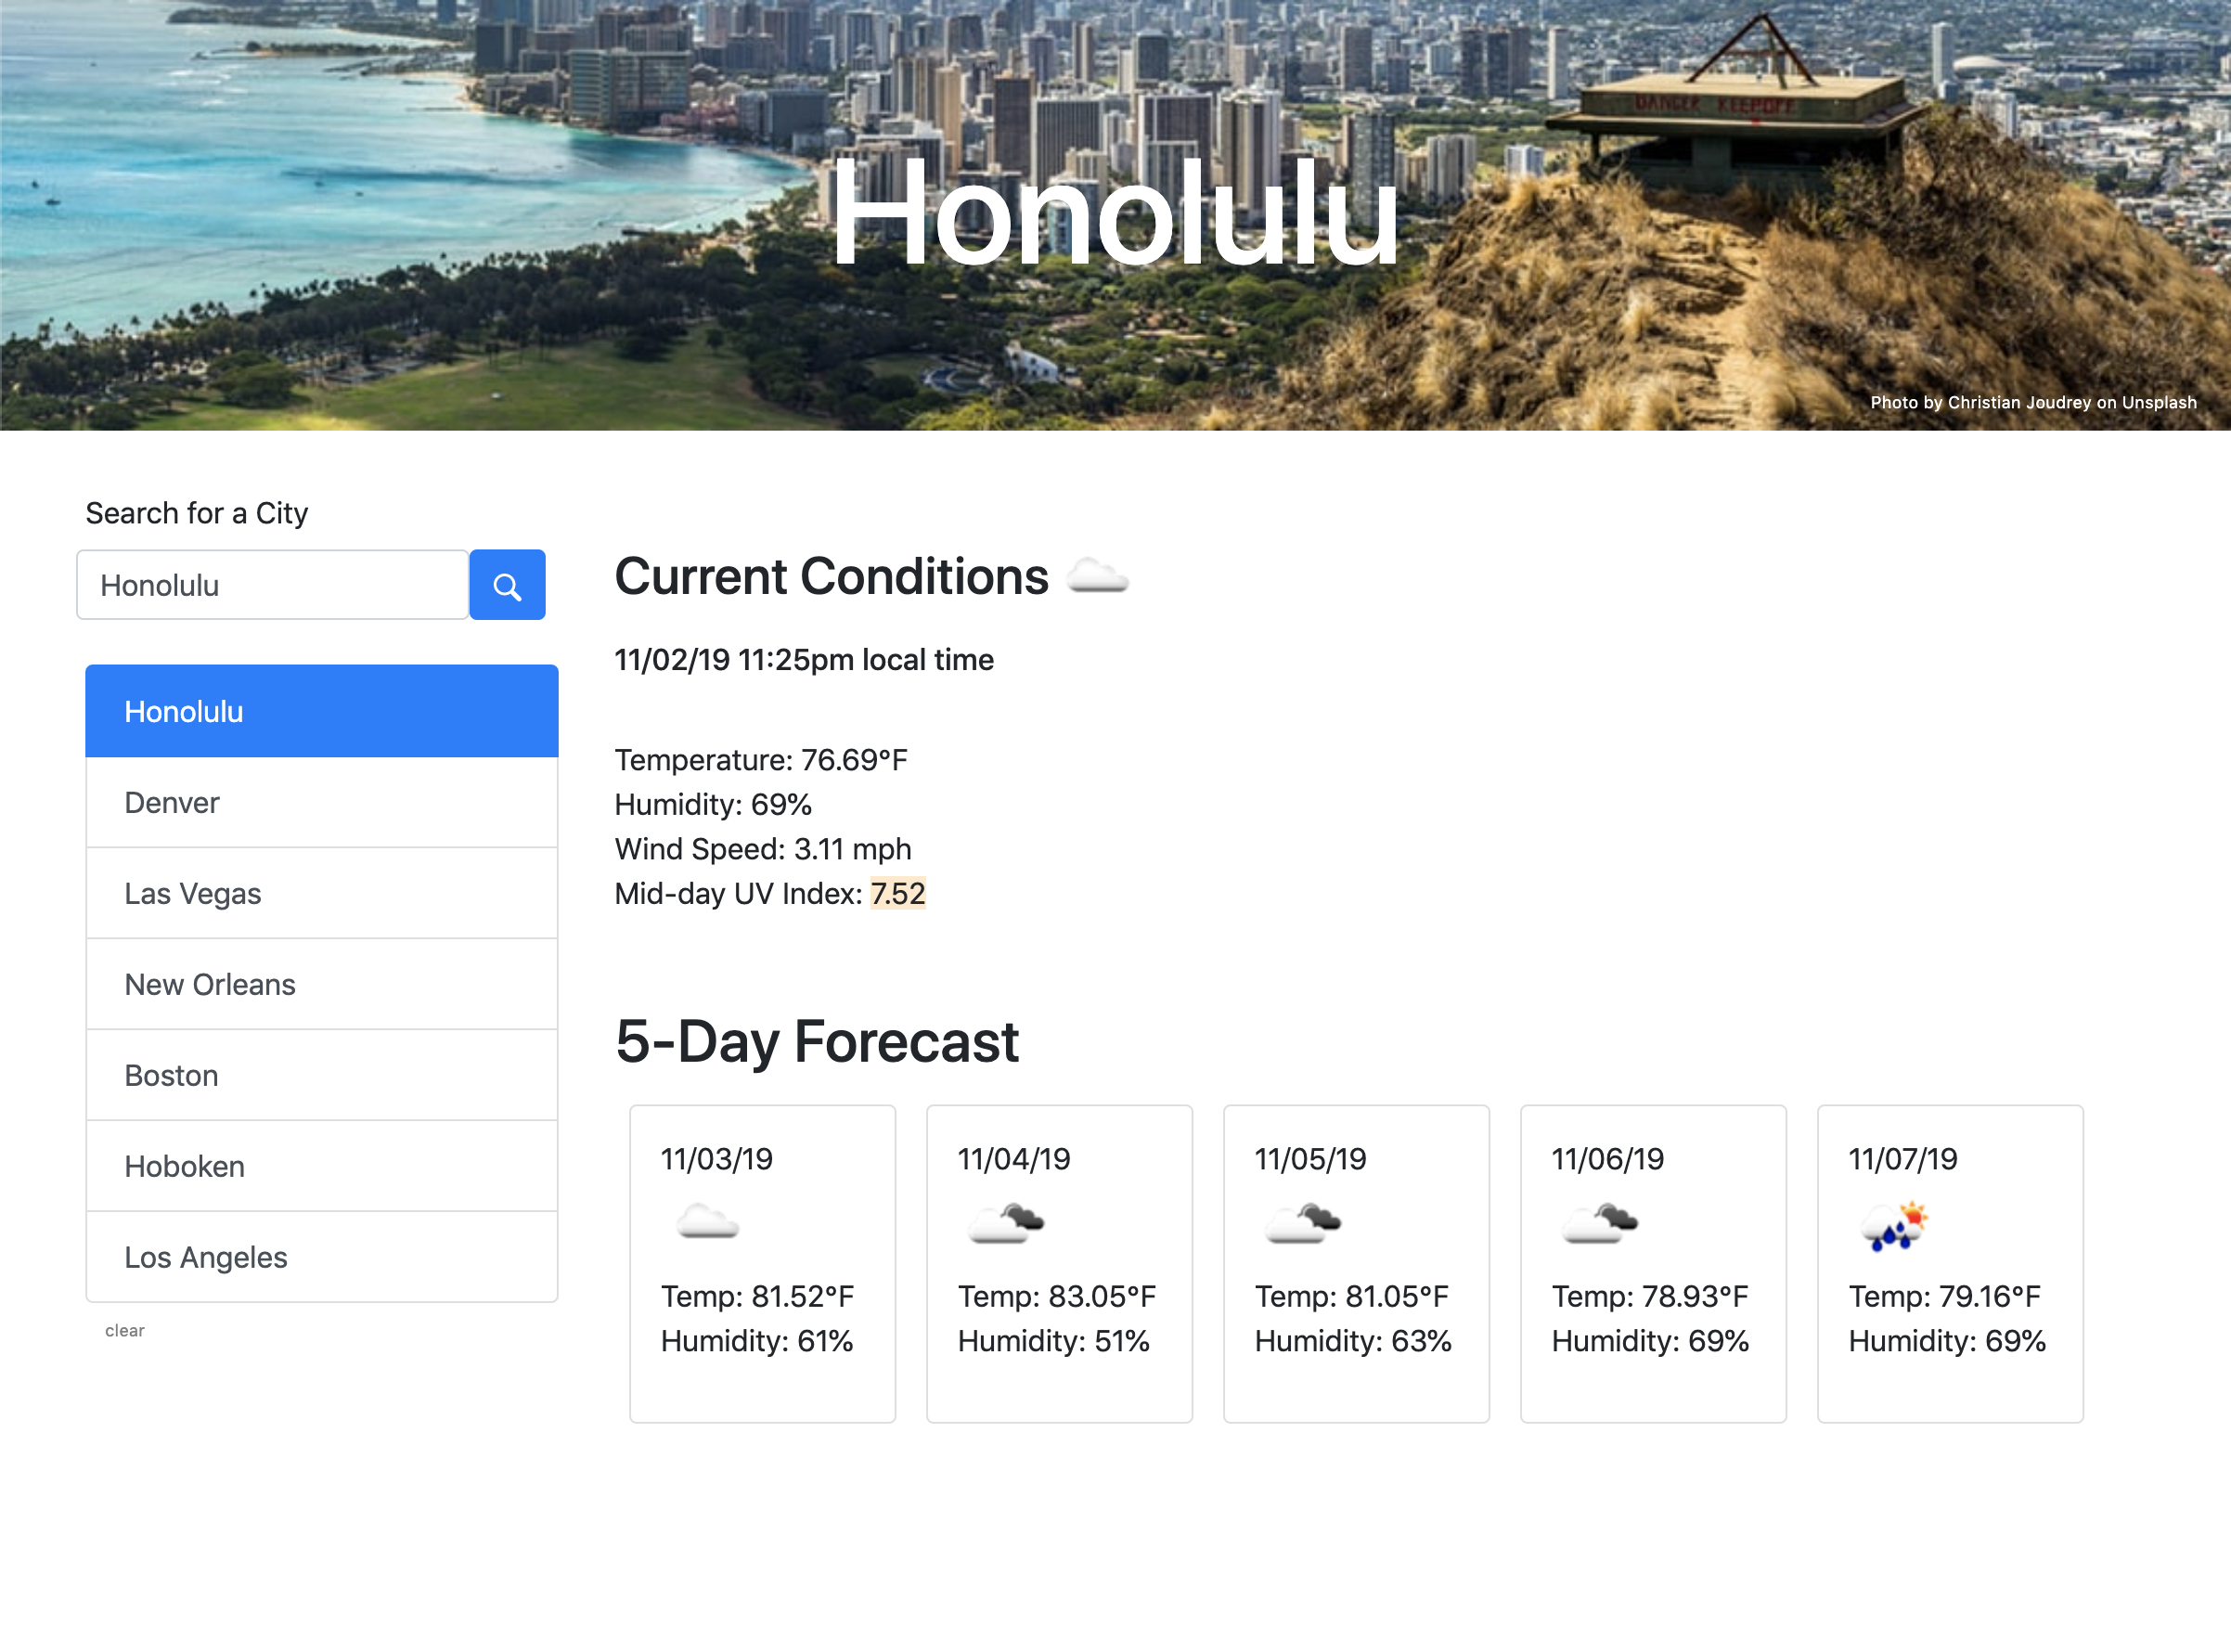 DANGER KEEPOFF
Honolulu
Photo by Christian Joudrey on Unsplash
Search for a City
Honolulu
Honolulu
Denver
Las Vegas
New Orleans
Boston
Hoboken
Los Angeles
clear
Current Conditions
11/02/19 11:25pm local time
Temperature: 76.69°F
Humidity: 69%
Wind Speed: 3.11 mph
Mid-day UV Index: 7.52
5-Day Forecast
11/03/19
Temp: 81.52°F
Humidity: 61%
11/04/19
Temp: 83.05°F
Humidity: 51%
11/05/19
Temp: 81.05°F
Humidity: 63%
11/06/19
Temp: 78.93°F
Humidity: 69%
11/07/19
Temp: 79.16°F
Humidity: 69%